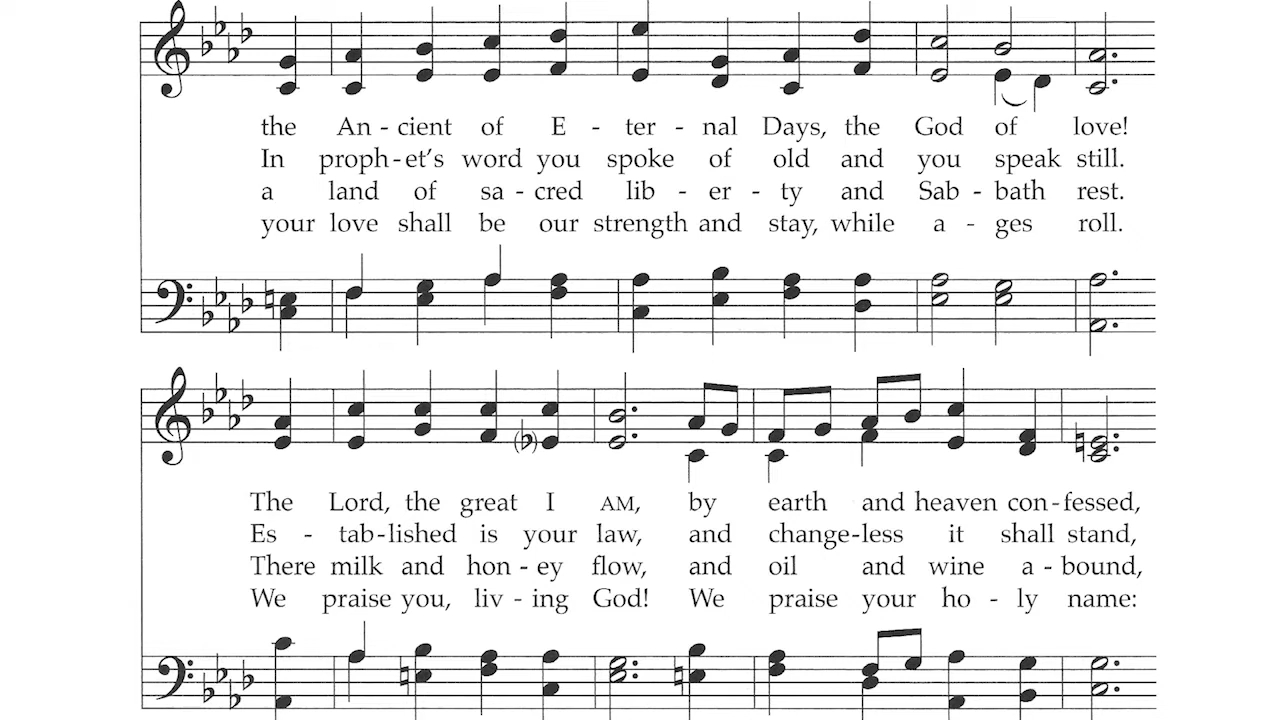 the An - cient of E - ter - nal Days, the God of love!
In proph - et's word you spoke of old and you speak still.
a land of sa - cred lib - er - ty and Sab - bath rest.
your love shall be our strength and stay, while a - ges roll.
The Lord, the great I AM, by earth and heaven con - fessed,
Es - tab - lished is your law, and change - less it shall stand,
There milk and hon - ey flow, and oil and wine a - bound,
We praise you, liv - ing God! We praise your ho - ly name: